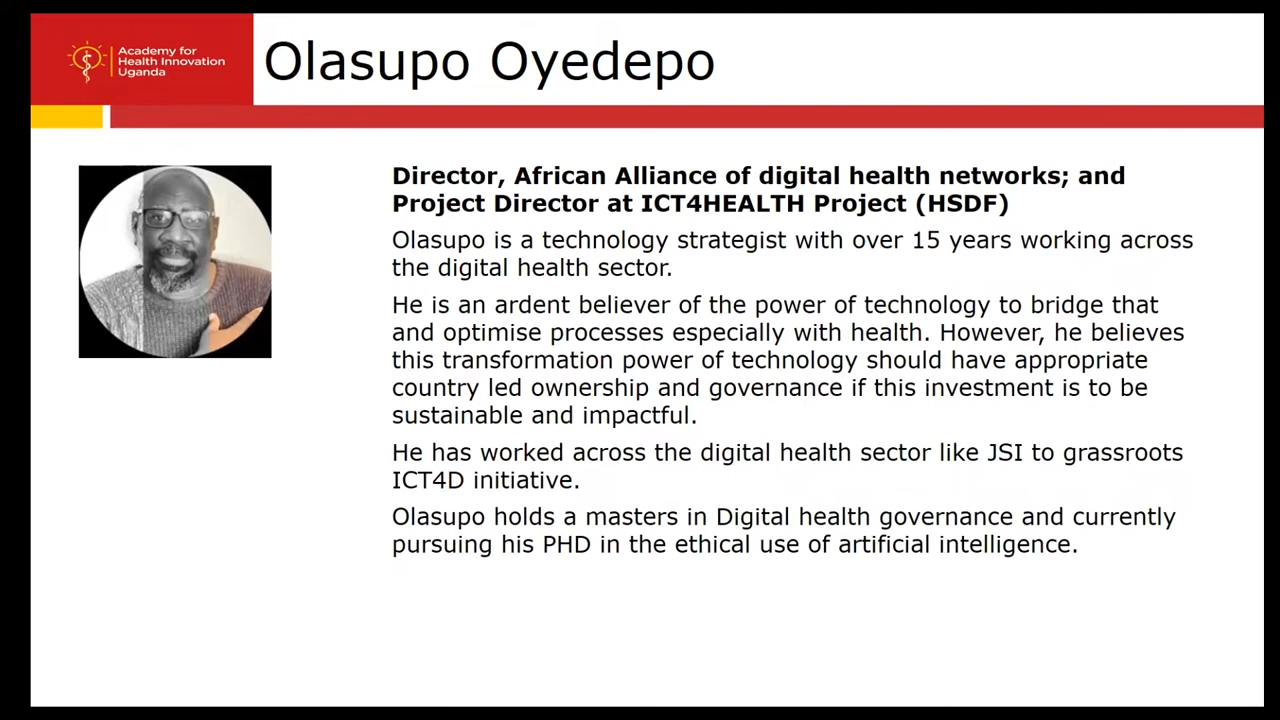 Academy for
Health Innovation
Uganda
Olasupo Oyedepo
Director, African Alliance of digital health networks; and
Project Director at ICT4HEALTH Project (HSDF)
Olasupo is a technology strategist with over 15 years working across
the digital health sector.
He is an ardent believer of the power of technology to bridge that
and optimise processes especially with health. However, he believes
this transformation power of technology should have appropriate
country led ownership and governance if this investment is to be
sustainable and impactful.
He has worked across the digital health sector like JSI to grassroots
ICT4D initiative.
Olasupo holds a masters in Digital health governance and currently
pursuing his PHD in the ethical use of artificial intelligence.